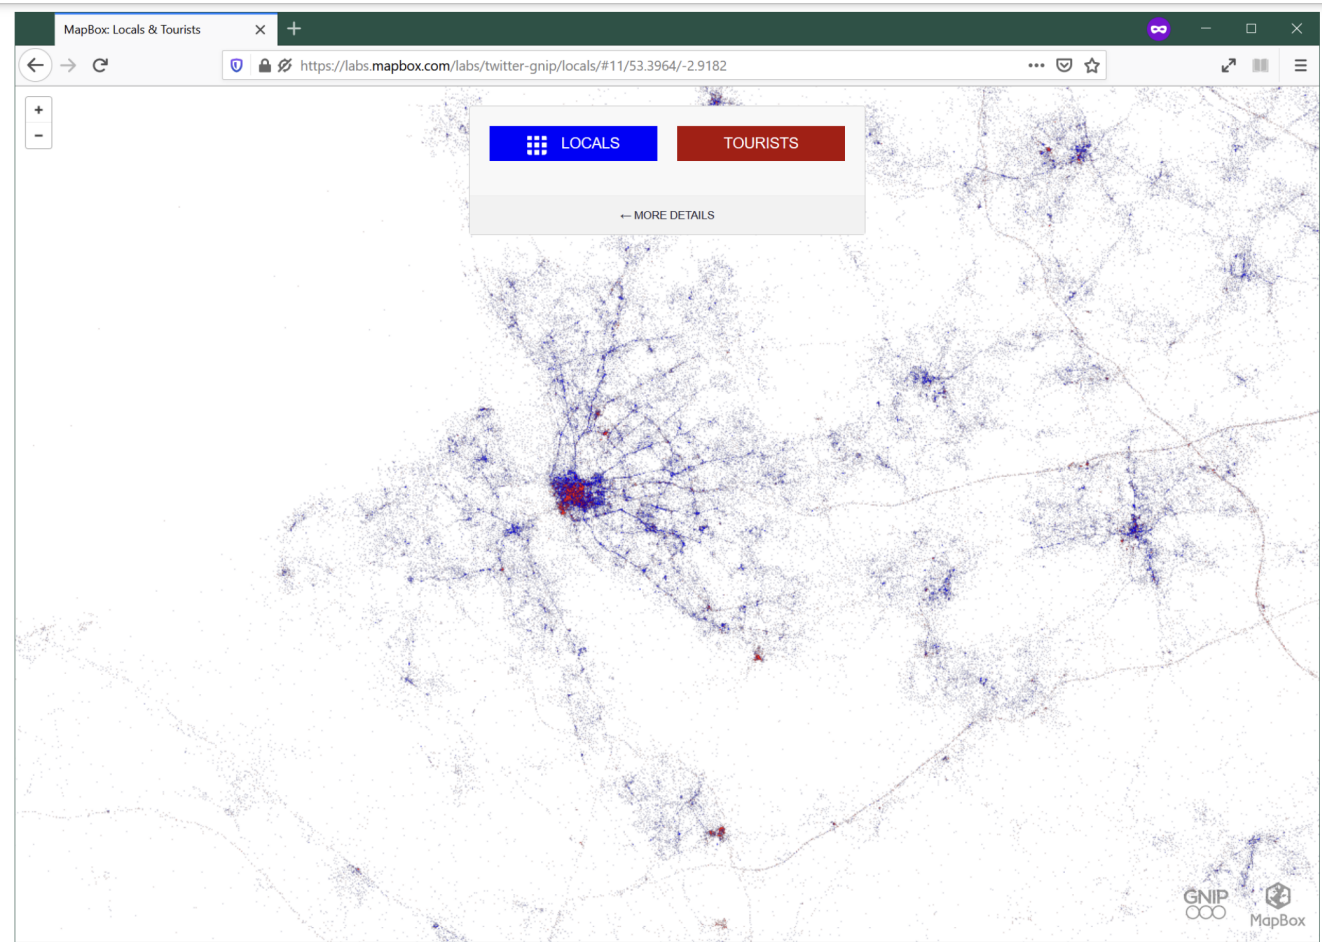 MapBox: Locals & Tourists
https://labs.mapbox.com/labs/twitter-gnip/locals/#11/53.3964/-2.9182
+
−
LOCALS
TOURISTS
← MORE DETAILS
GNIP
MapBox